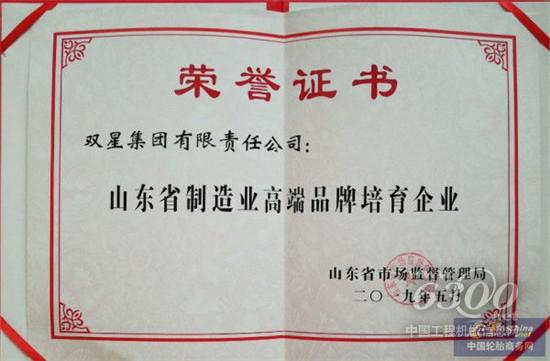 荣誉证书
双星集团有限责任公司：
山东省制造业高端品牌培育企业
山东省市场监督管理局
二〇一九年五月
6300
中国工程机械信息网
中国轮胎商务网